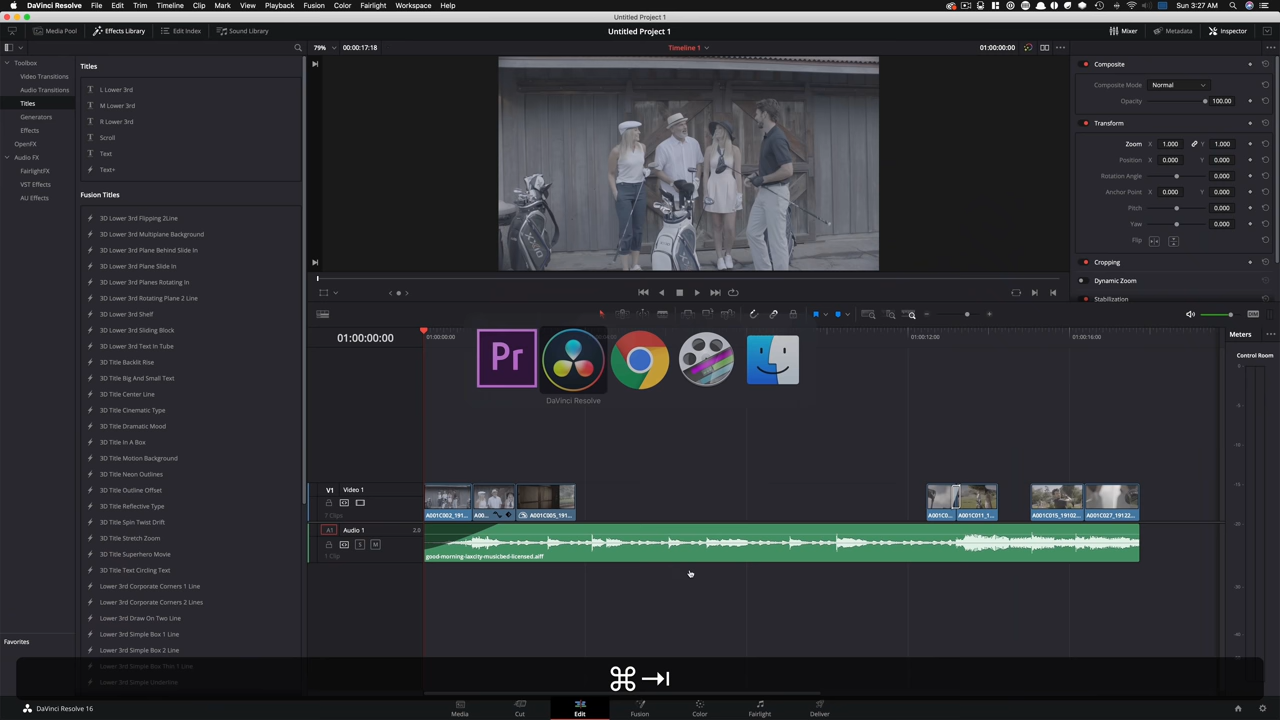 DaVinci Resolve File Edit Trim Timeline Clip Mark View Playback Fusion Color Fairlight Workspace Help
Sun 3:27 AM
Untitled Project 1
Media Pool Effects Library Edit Index Sound Library
Untitled Project 1
Mixer Metadata Inspector
79% 00:00:17:18
Timeline 1
01:00:00:00
Toolbox
Video Transitions
Audio Transitions
Titles
Generators
Effects
OpenFX
Audio FX
FairlightFX
VST Effects
AU Effects
Favorites
Titles
L Lower 3rd
M Lower 3rd
R Lower 3rd
Scroll
Text
Text+
Fusion Titles
3D Lower 3rd Flipping 2Line
3D Lower 3rd Multiplane Background
3D Lower 3rd Plane Behind Slide In
3D Lower 3rd Plane Slide In
3D Lower 3rd Planes Rotating In
3D Lower 3rd Rotating Plane 2 Line
3D Lower 3rd Shelf
3D Lower 3rd Sliding Block
3D Lower 3rd Text In Tube
3D Title Backlit Rise
3D Title Big And Small Text
3D Title Center Line
3D Title Cinematic Type
3D Title Dramatic Mood
3D Title In A Box
3D Title Motion Background
3D Title Neon Outlines
3D Title Outline Offset
3D Title Reflective Type
3D Title Spin Twist Drift
3D Title Stretch Zoom
3D Title Superhero Movie
3D Title Text Circling Text
Lower 3rd Corporate Corners 1 Line
Lower 3rd Corporate Corners 2 Lines
Lower 3rd Draw On Two Line
Lower 3rd Simple Box 1 Line
Lower 3rd Simple Box 2 Line
Lower 3rd Simple Box Thin 1 Line
Lower 3rd Simple Underline
Composite
Composite Mode Normal
Opacity 100.00
Transform
Zoom X 1.000 Y 1.000
Position X 0.000 Y 0.000
Rotation Angle 0.000
Anchor Point X 0.000 Y 0.000
Pitch 0.000
Yaw 0.000
Flip
Cropping
Dynamic Zoom
Stabilization
DIM
01:00:00:00
01:00:00:00
01:00:12:00
01:00:16:00
Meters
Control Room
Pr
DaVinci Resolve
V1 Video 1
7 Clips
A001C002_191...
A00...
A001C005_191...
A001C0...
A001C011_1...
A001C015_19102...
A001C027_19122...
A1 Audio 1 2.0
S M
1 Clip
good-morning-laxcity-musicbed-licensed.aiff
⌘ ⇥
DaVinci Resolve 16
Media Cut Edit Fusion Color Fairlight Deliver